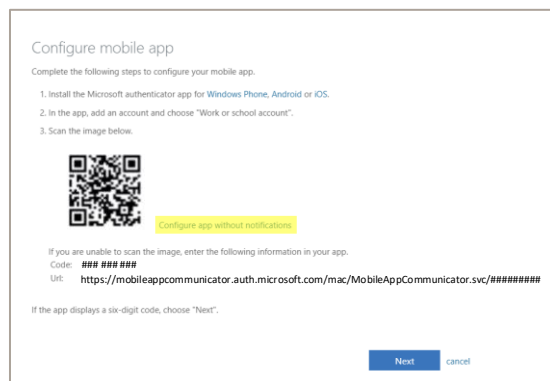 Configure mobile app
Complete the following steps to configure your mobile app.
1. Install the Microsoft authenticator app for Windows Phone, Android or iOS.
2. In the app, add an account and choose "Work or school account".
3. Scan the image below.
Configure app without notifications
If you are unable to scan the image, enter the following information in your app.
Code: ### ### ###
Url: https://mobileappcommunicator.auth.microsoft.com/mac/MobileAppCommunicator.svc/#########
If the app displays a six-digit code, choose "Next".
Next cancel